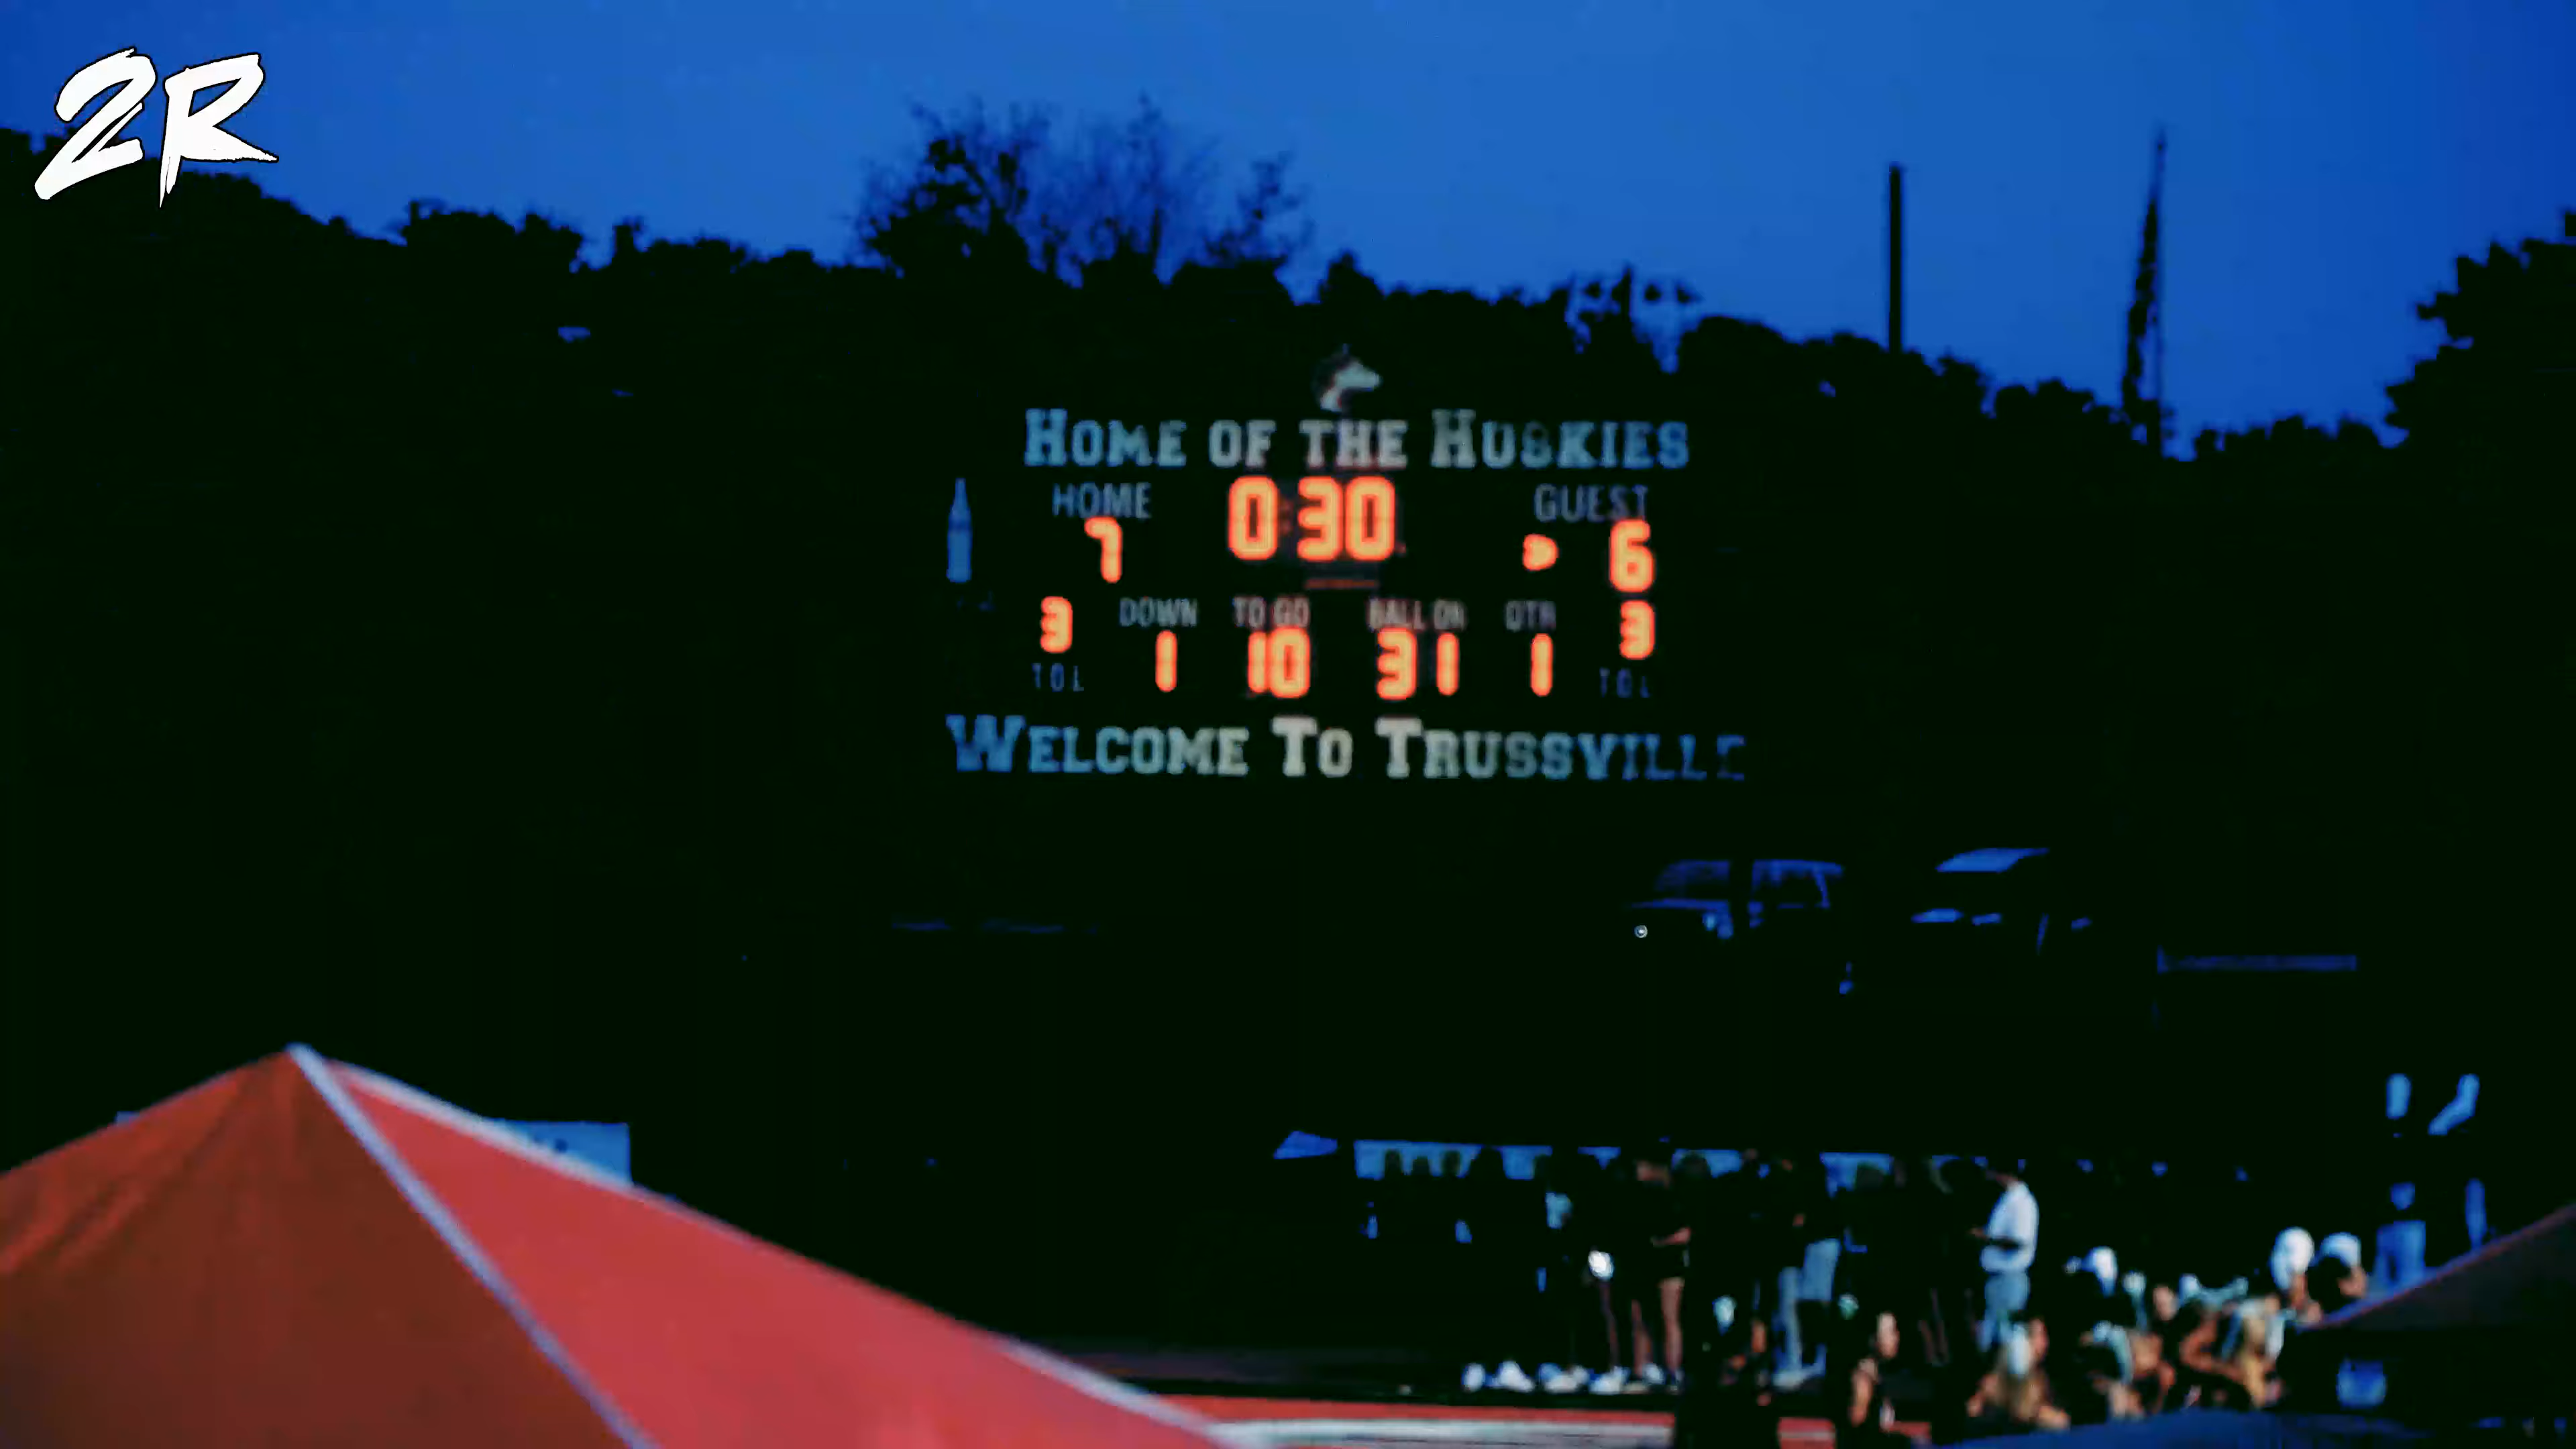 2R
HOME OF THE HUSKIES
HOME 0:30 GUEST
7 6
3 DOWN TO GO BALL ON QTR 3
1 10 31 1
TOL TOL
WELCOME TO TRUSSVILLE